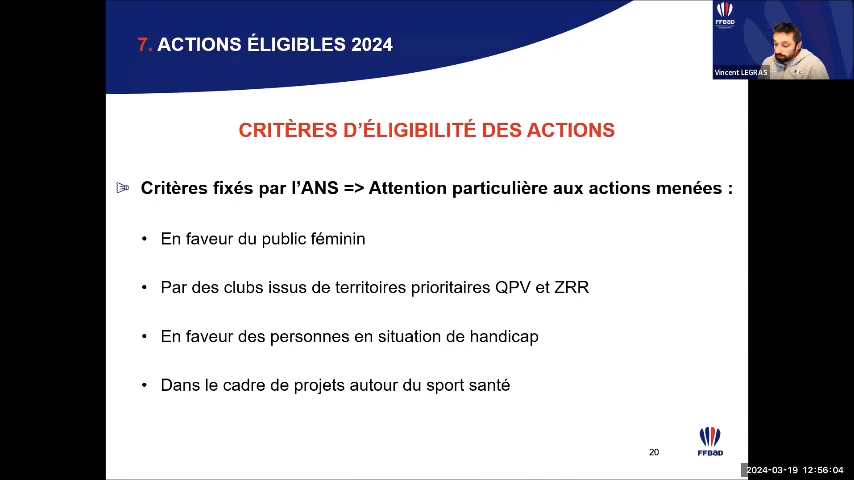 7. ACTIONS ÉLIGIBLES 2024
FFBaD
Vincent LEGRAS
CRITÈRES D’ÉLIGIBILITÉ DES ACTIONS
Critères fixés par l’ANS => Attention particulière aux actions menées :
• En faveur du public féminin
• Par des clubs issus de territoires prioritaires QPV et ZRR
• En faveur des personnes en situation de handicap
• Dans le cadre de projets autour du sport santé
20
FFBaD
2024-03-19 12:56:04